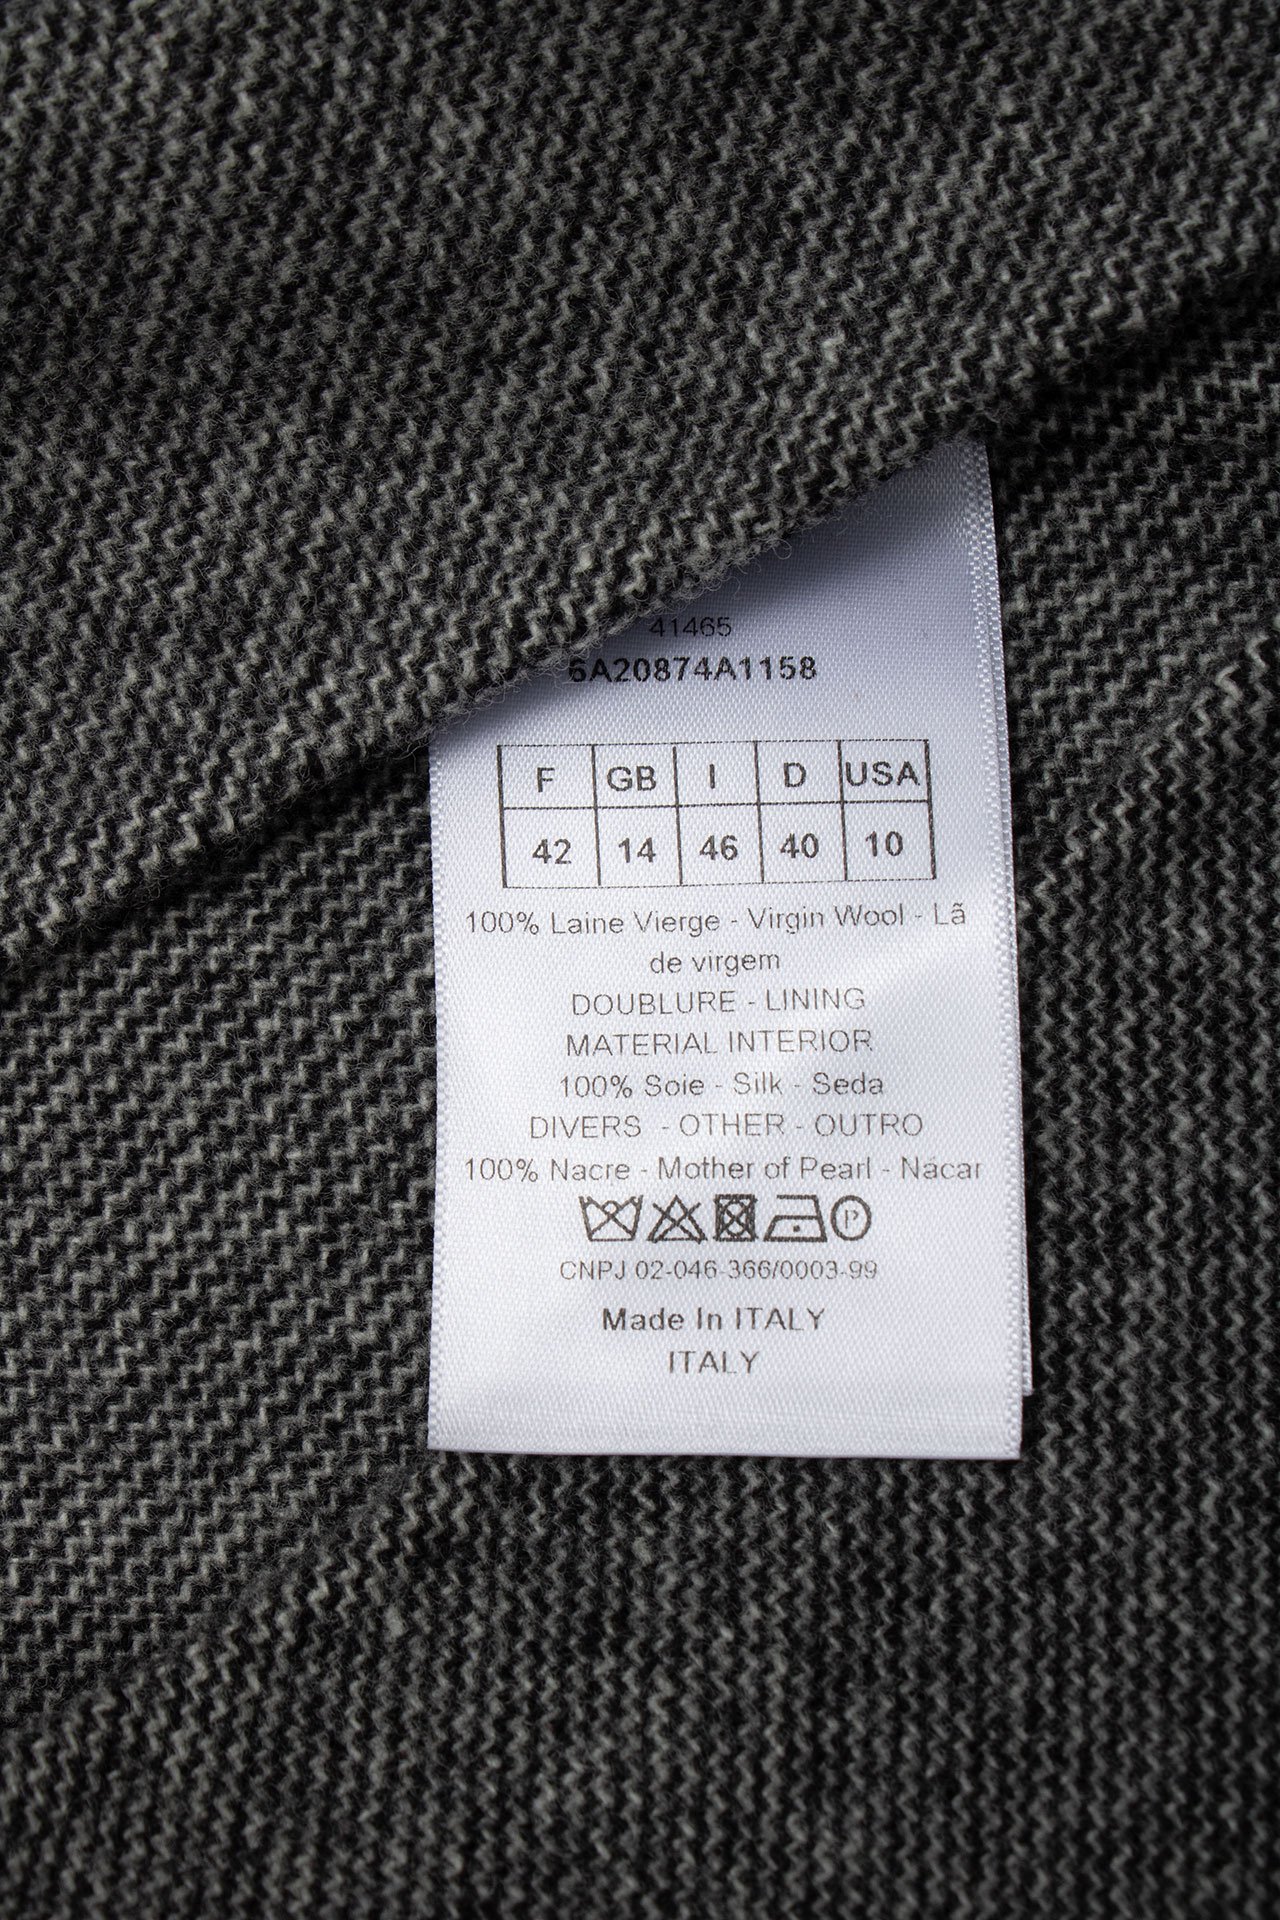 41465
6A20874A1158
F GB I D USA
42 14 46 40 10
100% Laine Vierge - Virgin Wool - Lã
de virgem
DOUBLURE - LINING
MATERIAL INTERIOR
100% Soie - Silk - Seda
DIVERS - OTHER - OUTRO
100% Nacre - Mother of Pearl - Nácar
P
CNPJ 02-046-366/0003-99
Made In ITALY
ITALY